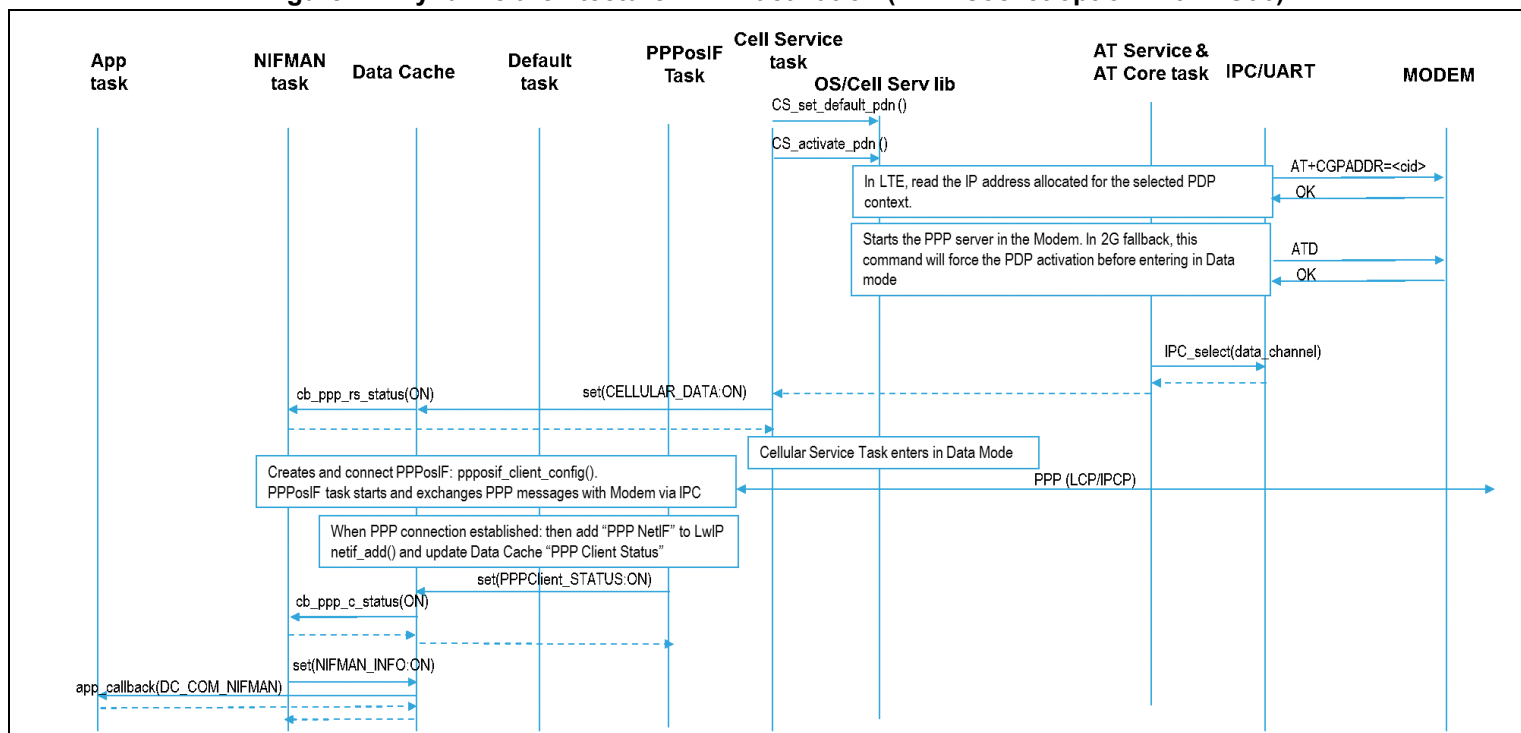 App
task
NIFMAN
task
Data Cache
Default
task
PPPosIF
Task
Cell Service
task
OS/Cell Serv lib
AT Service &
AT Core task
IPC/UART
MODEM
CS_set_default_pdn ()
CS_activate_pdn ()
In LTE, read the IP address allocated for the selected PDP
context.
AT+CGPADDR=<cid>
OK
Starts the PPP server in the Modem. In 2G fallback, this
command will force the PDP activation before entering in Data
mode
ATD
OK
IPC_select(data_channel)
cb_ppp_rs_status(ON)
set(CELLULAR_DATA:ON)
Cellular Service Task enters in Data Mode
Creates and connect PPPosIF: ppposif_client_config().
PPPosIF task starts and exchanges PPP messages with Modem via IPC
PPP (LCP/IPCP)
When PPP connection established: then add “PPP NetIF” to LwIP
netif_add() and update Data Cache “PPP Client Status”
set(PPPClient_STATUS:ON)
cb_ppp_c_status(ON)
set(NIFMAN_INFO:ON)
app_callback(DC_COM_NIFMAN)